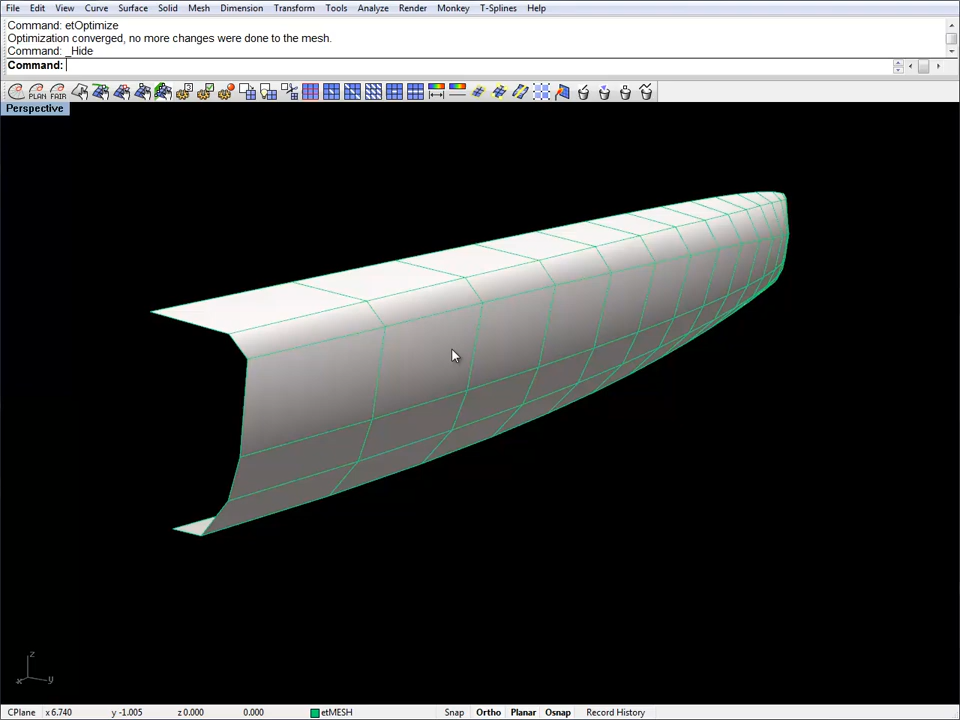 File Edit View Curve Surface Solid Mesh Dimension Transform Tools Analyze Render Monkey T-Splines Help
Command: etOptimize
Optimization converged, no more changes were done to the mesh.
Command: _Hide
Command:
PLAN FAIR 3
Perspective
z
x y
CPlane x 6.740 y -1.005 z 0.000 0.000 etMESH Snap Ortho Planar Osnap Record History